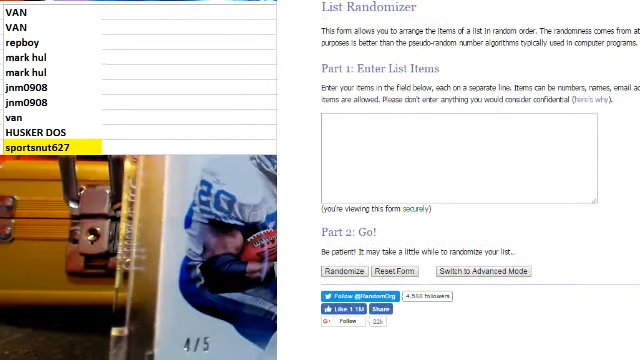 VAN
VAN
repboy
mark hul
mark hul
jnm0908
jnm0908
van
HUSKER DOS
sportsnut627
20
4/5
List Randomizer
This form allows you to arrange the items of a list in random order. The randomness comes from at
purposes is better than the pseudo-random number algorithms typically used in computer programs.
Part 1: Enter List Items
Enter your items in the field below, each on a separate line. Items can be numbers, names, email ad
items are allowed. Please don't enter anything you would consider confidential (here's why).
(you're viewing this form securely)
Part 2: Go!
Be patient! It may take a little while to randomize your list...
Randomize Reset Form Switch to Advanced Mode
Follow @RandomOrg 4,588 followers
Like 1.1M Share
G+ Follow 22k